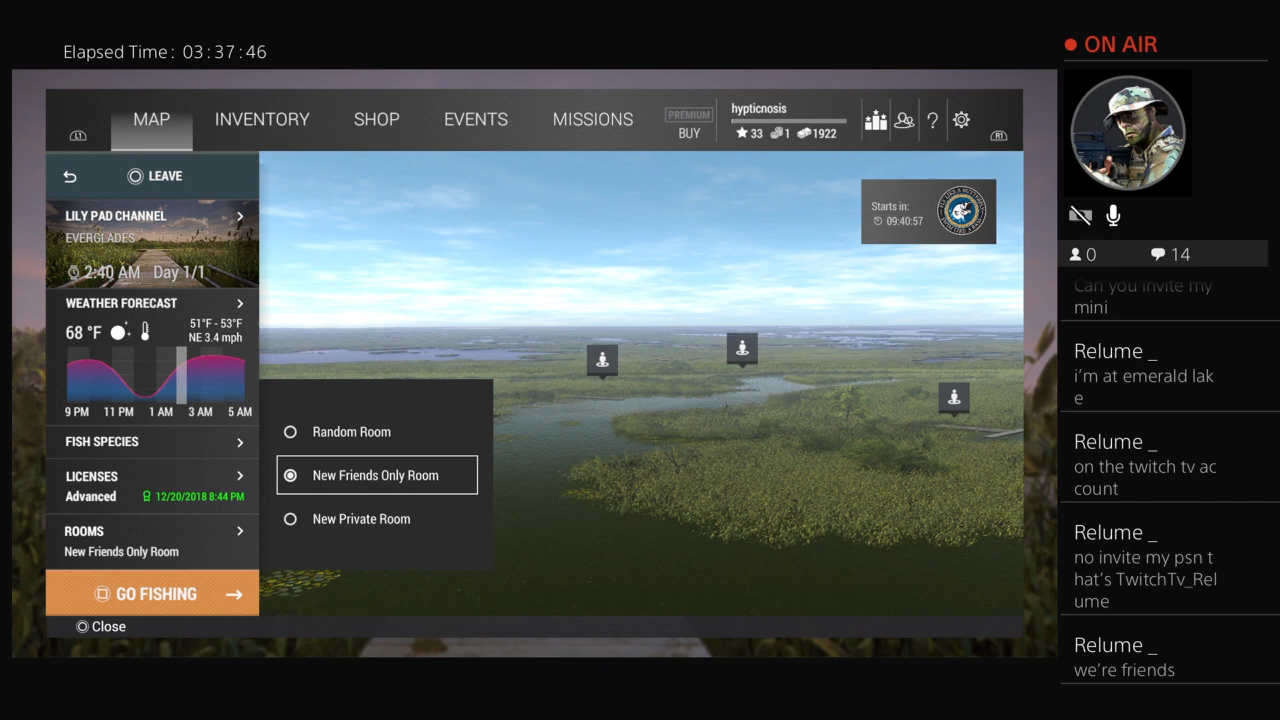 Elapsed Time: 03:37:46
ON AIR
L1
MAP
INVENTORY
SHOP
EVENTS
MISSIONS
PREMIUM
BUY
hypticnosis
33 1 1922
?
R1
LEAVE
LILY PAD CHANNEL
EVERGLADES
2:40 AM Day 1/1
WEATHER FORECAST
68 °F
51°F - 53°F
NE 3.4 mph
9 PM 11 PM 1 AM 3 AM 5 AM
FISH SPECIES
LICENSES
Advanced 12/20/2018 8:44 PM
ROOMS
New Friends Only Room
GO FISHING
Close
Random Room
New Friends Only Room
New Private Room
Starts in:
09:40:57
0 14
Can you invite my
mini
Relume _
i'm at emerald lak
e
Relume _
on the twitch tv ac
count
Relume _
no invite my psn t
hat's TwitchTv_Rel
ume
Relume _
we're friends